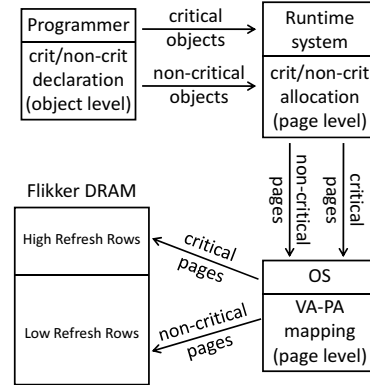 Programmer
crit/non-crit
declaration
(object level)
critical
objects
non-critical
objects
Runtime
system
crit/non-crit
allocation
(page level)
non-critical
pages
critical
pages
Flikker DRAM
High Refresh Rows
Low Refresh Rows
critical
pages
non-critical
pages
OS
VA-PA
mapping
(page level)